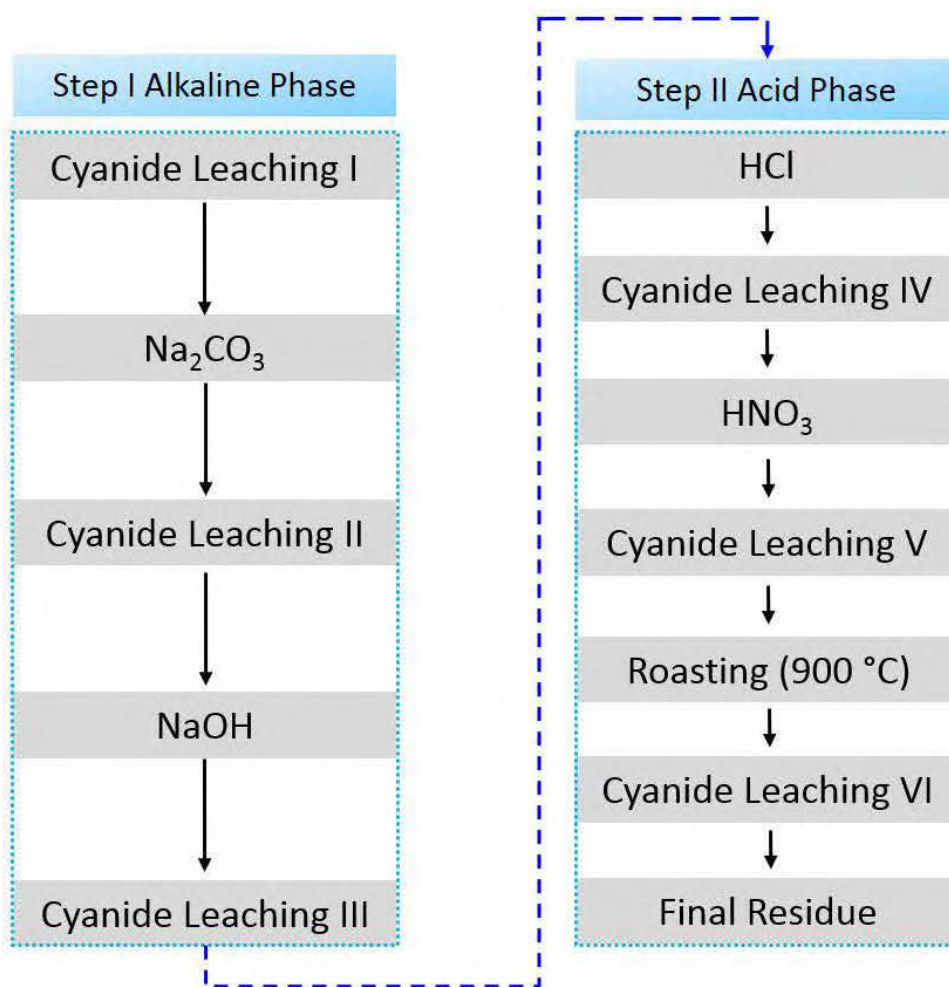 Step I Alkaline Phase
Cyanide Leaching I
Na₂CO₃
Cyanide Leaching II
NaOH
Cyanide Leaching III
Step II Acid Phase
HCl
Cyanide Leaching IV
HNO₃
Cyanide Leaching V
Roasting (900 °C)
Cyanide Leaching VI
Final Residue